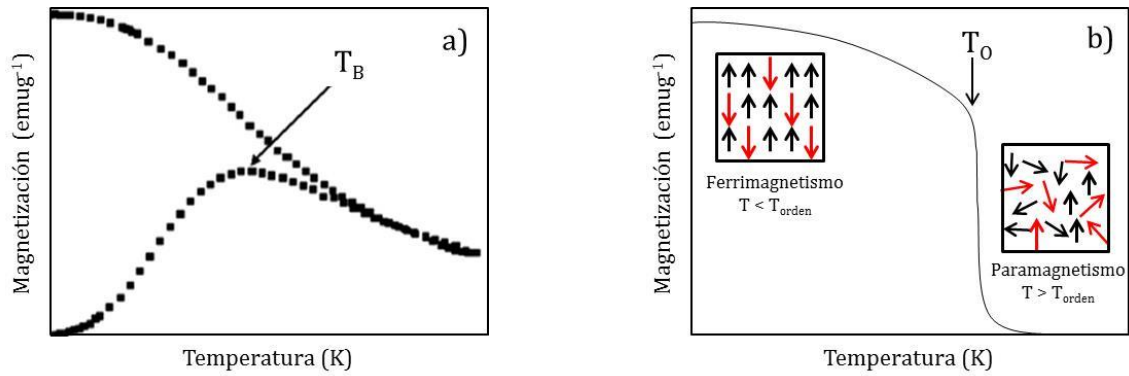 a)
T_B
Magnetización (emug⁻¹)
Temperatura (K)
b)
T_O
Ferrimagnetismo
T < T_orden
Paramagnetismo
T > T_orden
Magnetización (emug⁻¹)
Temperatura (K)